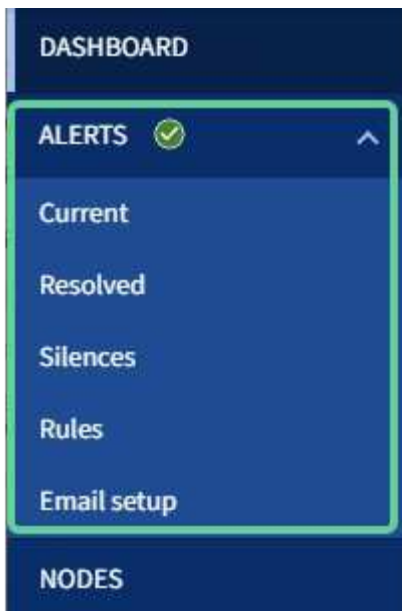 DASHBOARD
ALERTS
Current
Resolved
Silences
Rules
Email setup
NODES